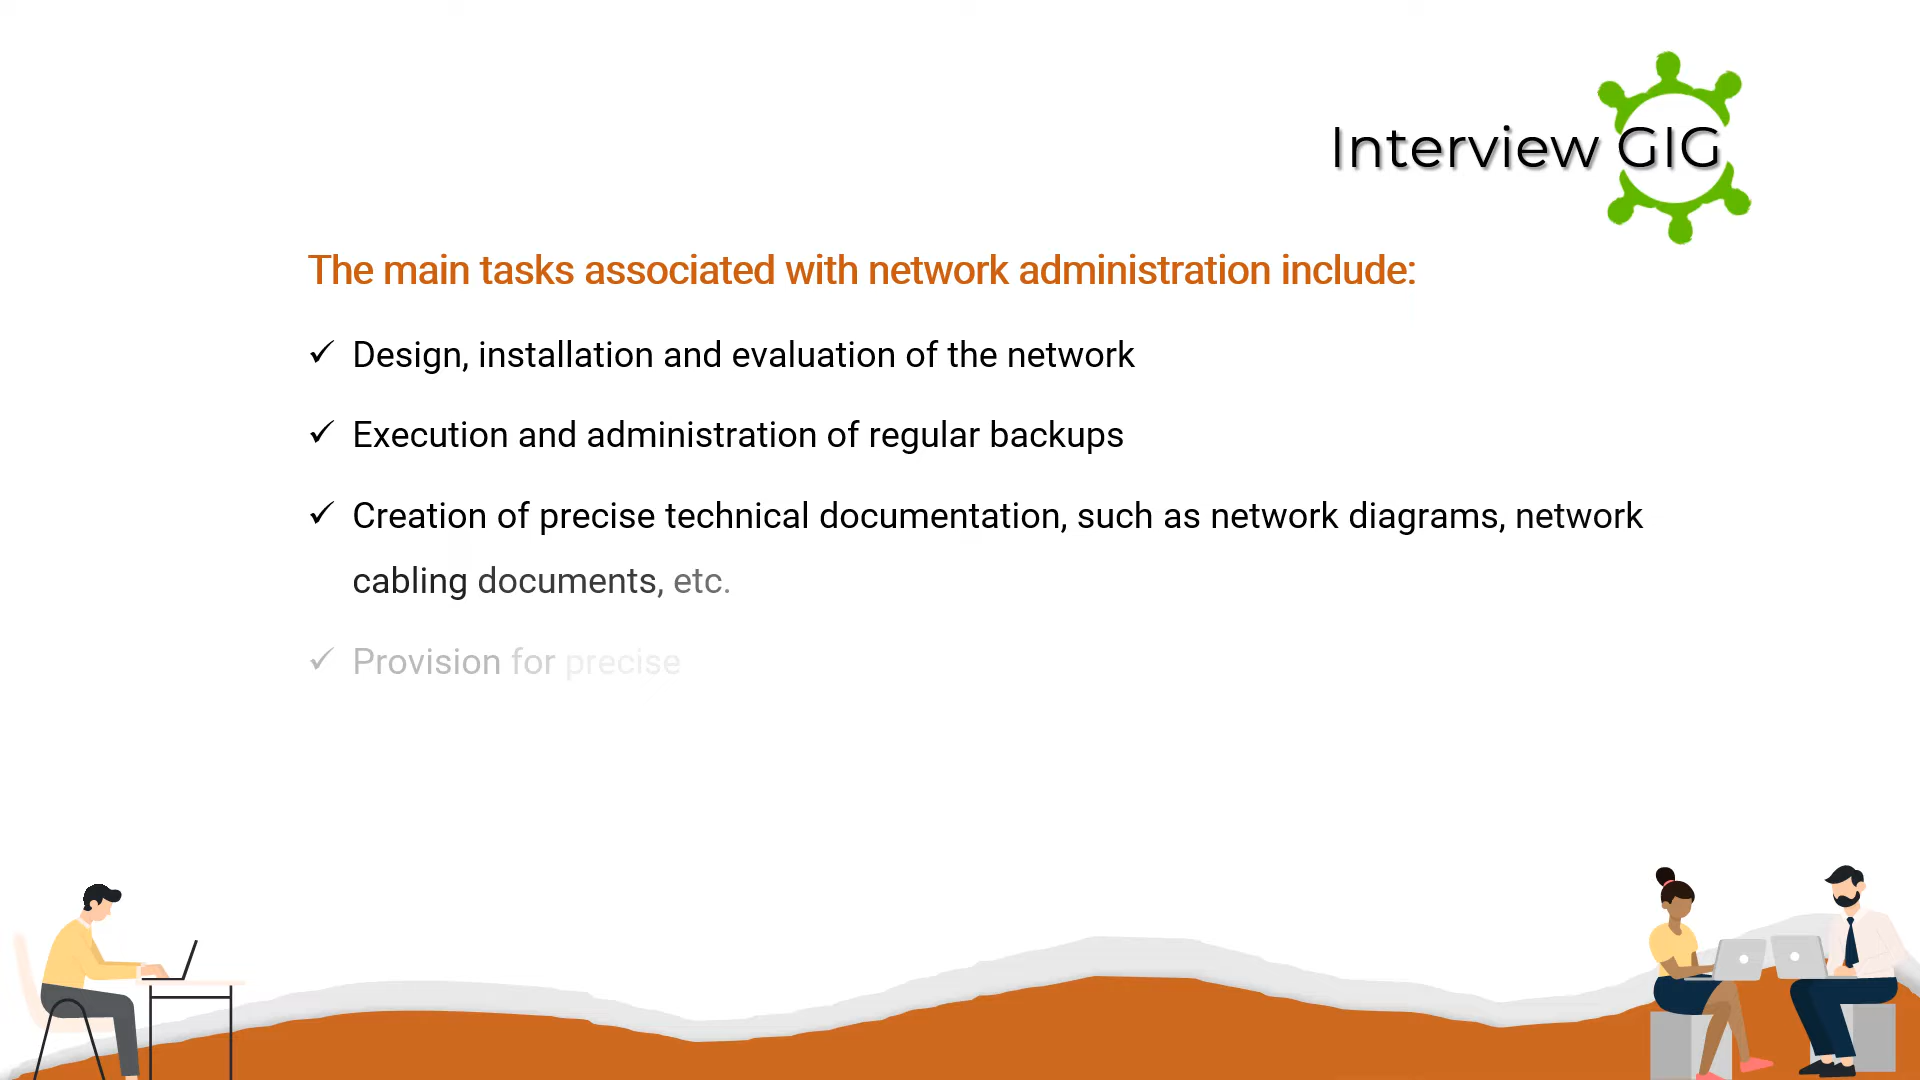 Interview GIG
The main tasks associated with network administration include:
✓ Design, installation and evaluation of the network
✓ Execution and administration of regular backups
✓ Creation of precise technical documentation, such as network diagrams, network
cabling documents, etc.
✓ Provision for precise